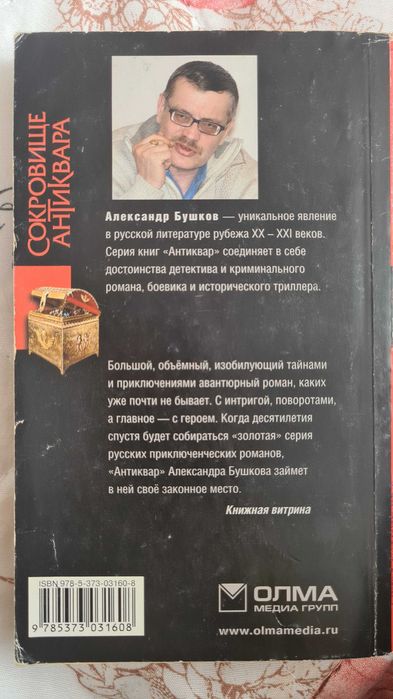 СОКРОВИЩЕ
АНТИКВАРА
Александр Бушков — уникальное явление
в русской литературе рубежа XX – XXI веков.
Серия книг «Антиквар» соединяет в себе
достоинства детектива и криминального
романа, боевика и исторического триллера.
Большой, объёмный, изобилующий тайнами
и приключениями авантюрный роман, каких
уже почти не бывает. С интригой, поворотами,
а главное — с героем. Когда десятилетия
спустя будет собираться “золотая” серия
русских приключенческих романов,
«Антиквар» Александра Бушкова займет
в ней своё законное место.
Книжная витрина
ISBN 978-5-373-03160-8
9 785373 031608
ОЛМА
МЕДИА ГРУПП
www.olmamedia.ru